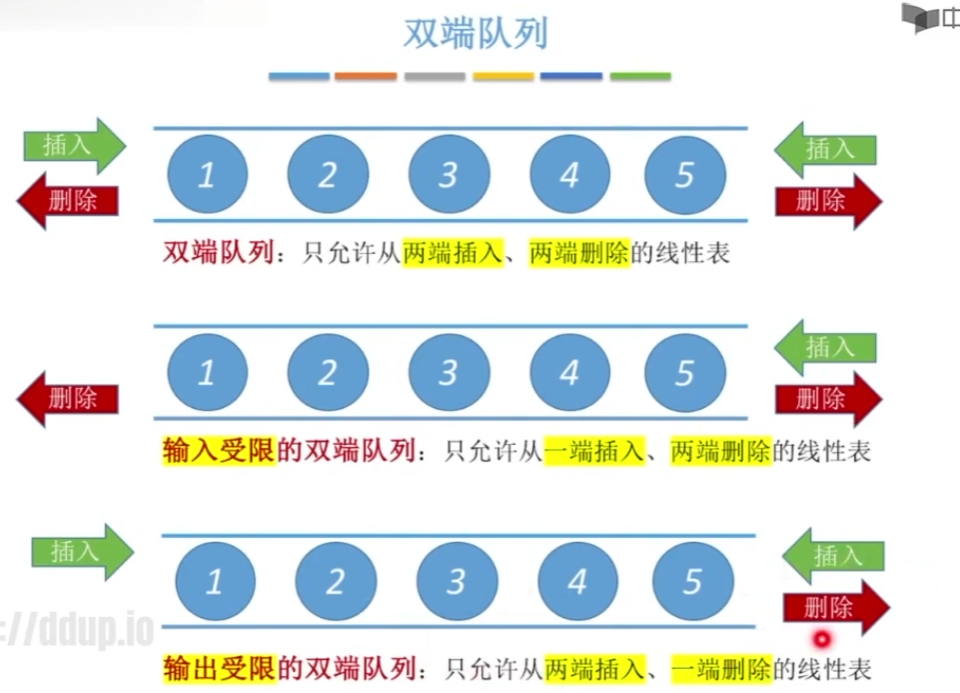 双端队列
中
插入 1 2 3 4 5 插入
删除 删除
双端队列：只允许从两端插入、两端删除的线性表
1 2 3 4 5 插入
删除 删除
输入受限的双端队列：只允许从一端插入、两端删除的线性表
插入 1 2 3 4 5 插入
删除
://ddup.io
输出受限的双端队列：只允许从两端插入、一端删除的线性表